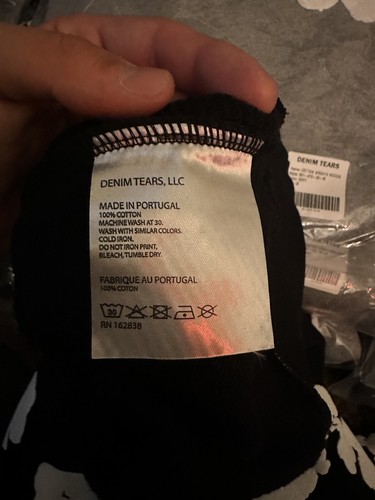 DENIM TEARS, LLC
MADE IN PORTUGAL
100% COTTON
MACHINE WASH AT 30.
WASH WITH SIMILAR COLORS.
COLD IRON.
DO NOT IRON PRINT,
BLEACH, TUMBLE DRY.
FABRIQUE AU PORTUGAL
100% COTON
30
RN 162838
DENIM TEARS